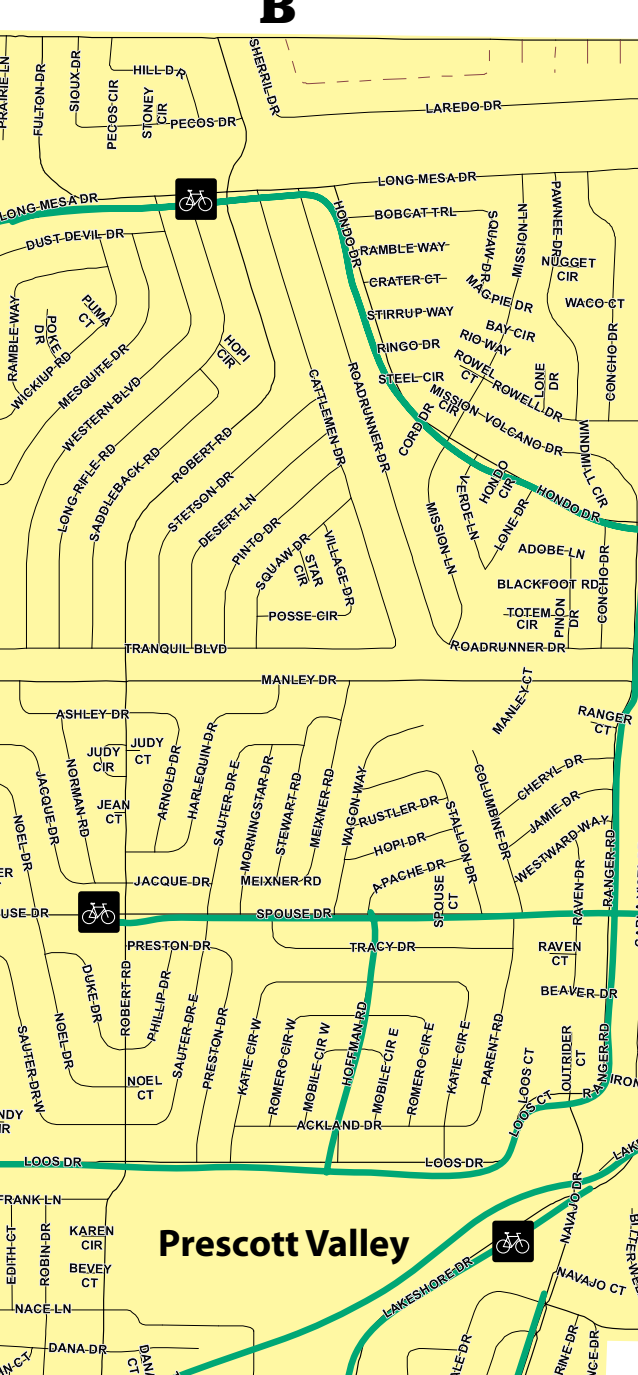 B
PRAIRIE LN
FULTON DR
SIOUX DR
HILL DR
PECOS CIR
STONEY
CIR
PECOS DR
SHERRIL DR
LAREDO DR
LONG MESA DR
LONG MESA DR
DUST DEVIL DR
HONDO DR
BOBCAT TRL
RAMBLE WAY
CRATER CT
STIRRUP WAY
RINGO DR
STEEL CIR
SQUAW DR
MISSION LN
PAWNEE DR
NUGGET
CIR
MAGPIE DR
WACO CT
BAY CIR
RIO WAY
ROWEL
CT
ROWELL DR
LONE
DR
CONCHO DR
RAMBLE WAY
POKE
DR
PUMA
CT
WICKIUP RD
MESQUITE DR
WESTERN BLVD
HOPI
CIR
CATTLEMEN DR
ROADRUNNER DR
MISSION
CIR
VOLCANO DR
CORD DR
WINDMILL CIR
LONG RIFLE RD
SADDLEBACK RD
ROBERT RD
STETSON DR
DESERT LN
PINTO DR
SQUAW DR
STAR
CIR
VILLAGE DR
POSSE CIR
MISSION LN
VERDE LN
HONDO
CIR
LONE DR
HONDO DR
ADOBE LN
BLACKFOOT RD
TOTEM
CIR
PINON
DR
CONCHO DR
TRANQUIL BLVD
ROADRUNNER DR
MANLEY DR
MANLEY CT
RANGER
CT
ASHLEY DR
JUDY
CIR
JUDY
CT
JEAN
CT
NOEL DR
JACQUE DR
NORMAN RD
ARNOLD DR
HARLEQUIN DR
SAUTER DR E
MORNINGSTAR DR
STEWART RD
MEIXNER RD
WAGON WAY
RUSTLER DR
HOPI DR
APACHE DR
STALLION DR
COLUMBINE DR
CHERYL DR
JAMIE DR
WESTWARD WAY
RANGER RD
JACQUE DR
MEIXNER RD
SPOUSE
CT
RAVEN DR
USE DR
SPOUSE DR
PRESTON DR
TRACY DR
RAVEN
CT
BEAVER DR
DUKE DR
ROBERT RD
PHILLIP DR
SAUTER DR E
PRESTON DR
KATIE CIR W
ROMERO CIR W
MOBILE CIR W
HOFFMAN RD
MOBILE CIR E
ROMERO CIR E
KATIE CIR E
PARENT RD
LOOS CT
OUTRIDER
CT
RANGER RD
SAUTER DR W
NOEL DR
NOEL
CT
LOOS CT
IRON
ACKLAND DR
LOOS DR
LOOS DR
FRANK LN
EDITH CT
ROBIN DR
KAREN
CIR
BEVEY
CT
Prescott Valley
NAVAJO DR
LAKESHORE DR
NAVAJO CT
NACE LN
DANA DR